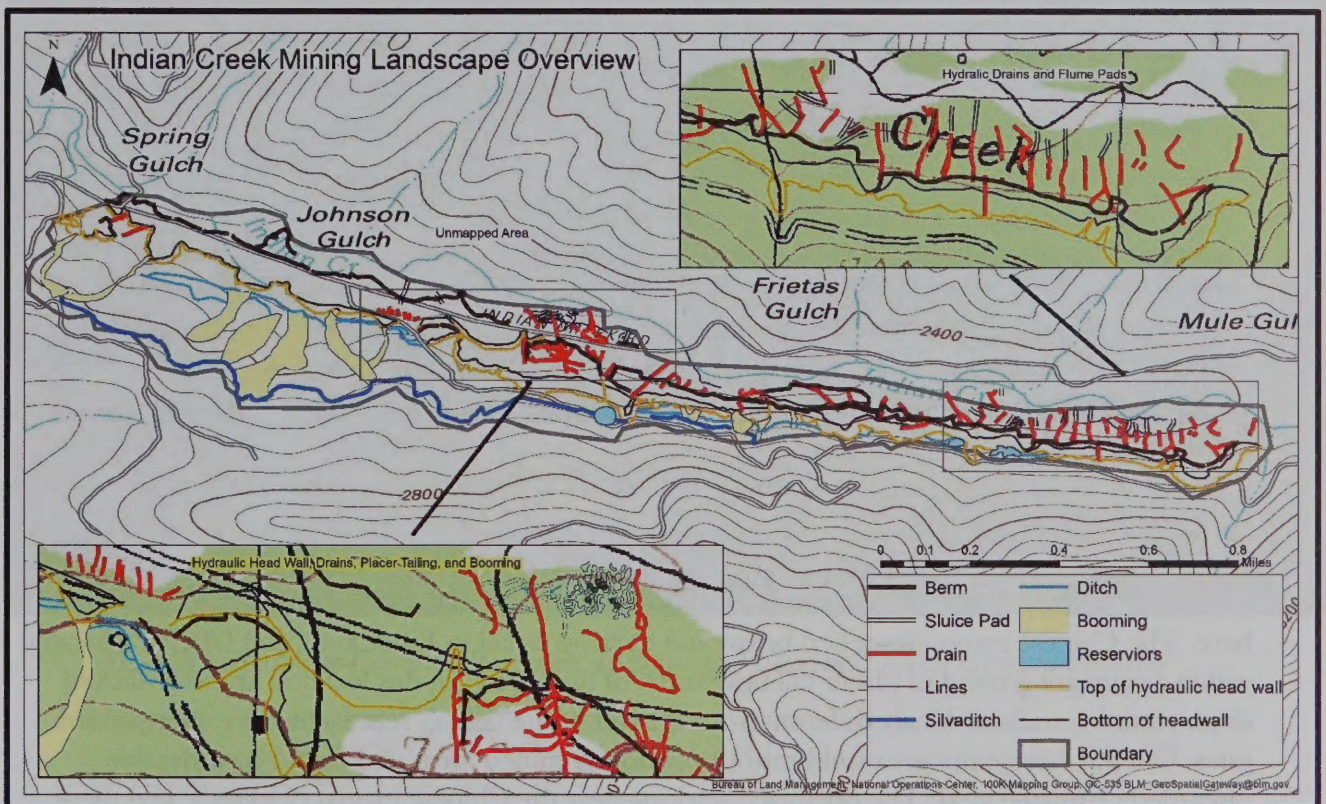 Indian Creek Mining Landscape Overview
N
Hydralic Drains and Flume Pads
Creek
Spring
Gulch
Johnson
Gulch
Unmapped Area
Indian Cr
INDIAN
Frietas
Gulch
2400
Mule Gul
2800
0 0.1 0.2 0.4 0.6 0.8
Miles
Hydraulic Head Wall, Drains, Placer Tailing, and Booming
Berm
Sluice Pad
Drain
Lines
Silvaditch
Ditch
Booming
Reserviors
Top of hydraulic head wall
Bottom of headwall
Boundary
3200
Bureau of Land Management, National Operations Center, 100K Mapping Group, OC-535 BLM_GeoSpatialGateway@blm.gov